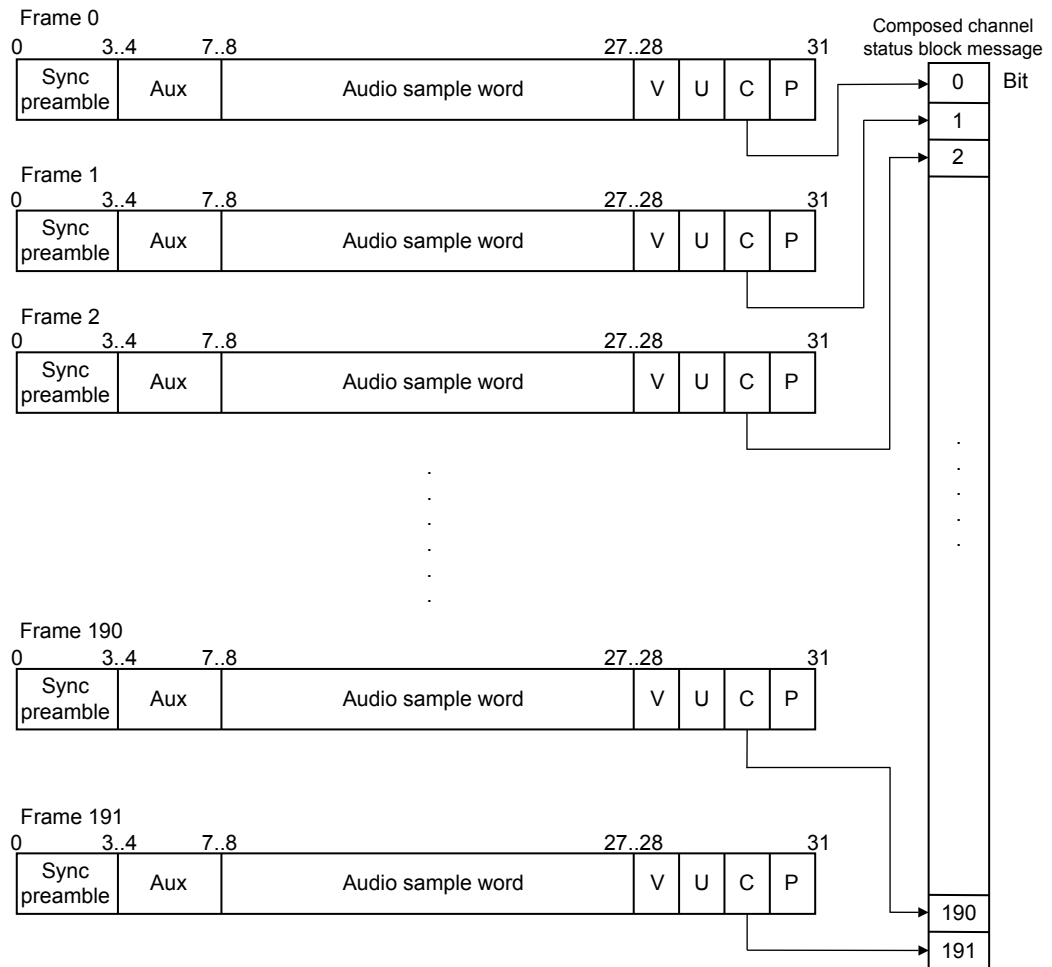 Frame 0
0 3..4 7..8 27..28 31
Sync
preamble
Aux
Audio sample word
V U C P
Composed channel
status block message
0 Bit
1
2
Frame 1
0 3..4 7..8 27..28 31
Sync
preamble
Aux
Audio sample word
V U C P
Frame 2
0 3..4 7..8 27..28 31
Sync
preamble
Aux
Audio sample word
V U C P
Frame 190
0 3..4 7..8 27..28 31
Sync
preamble
Aux
Audio sample word
V U C P
Frame 191
0 3..4 7..8 27..28 31
Sync
preamble
Aux
Audio sample word
V U C P
190
191